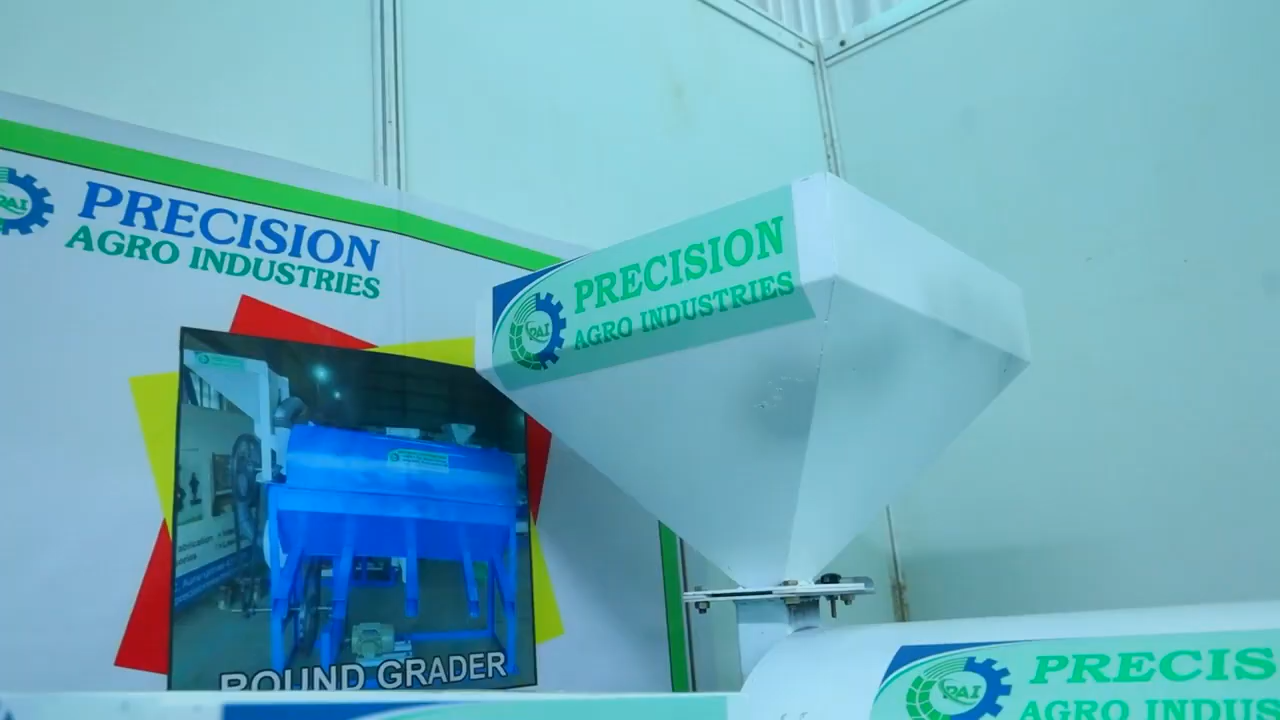 PAI
PRECISION
AGRO INDUSTRIES
PAI
PRECISION
AGRO INDUSTRIES
ROUND GRADER
PAI
PRECIS
AGRO INDUS